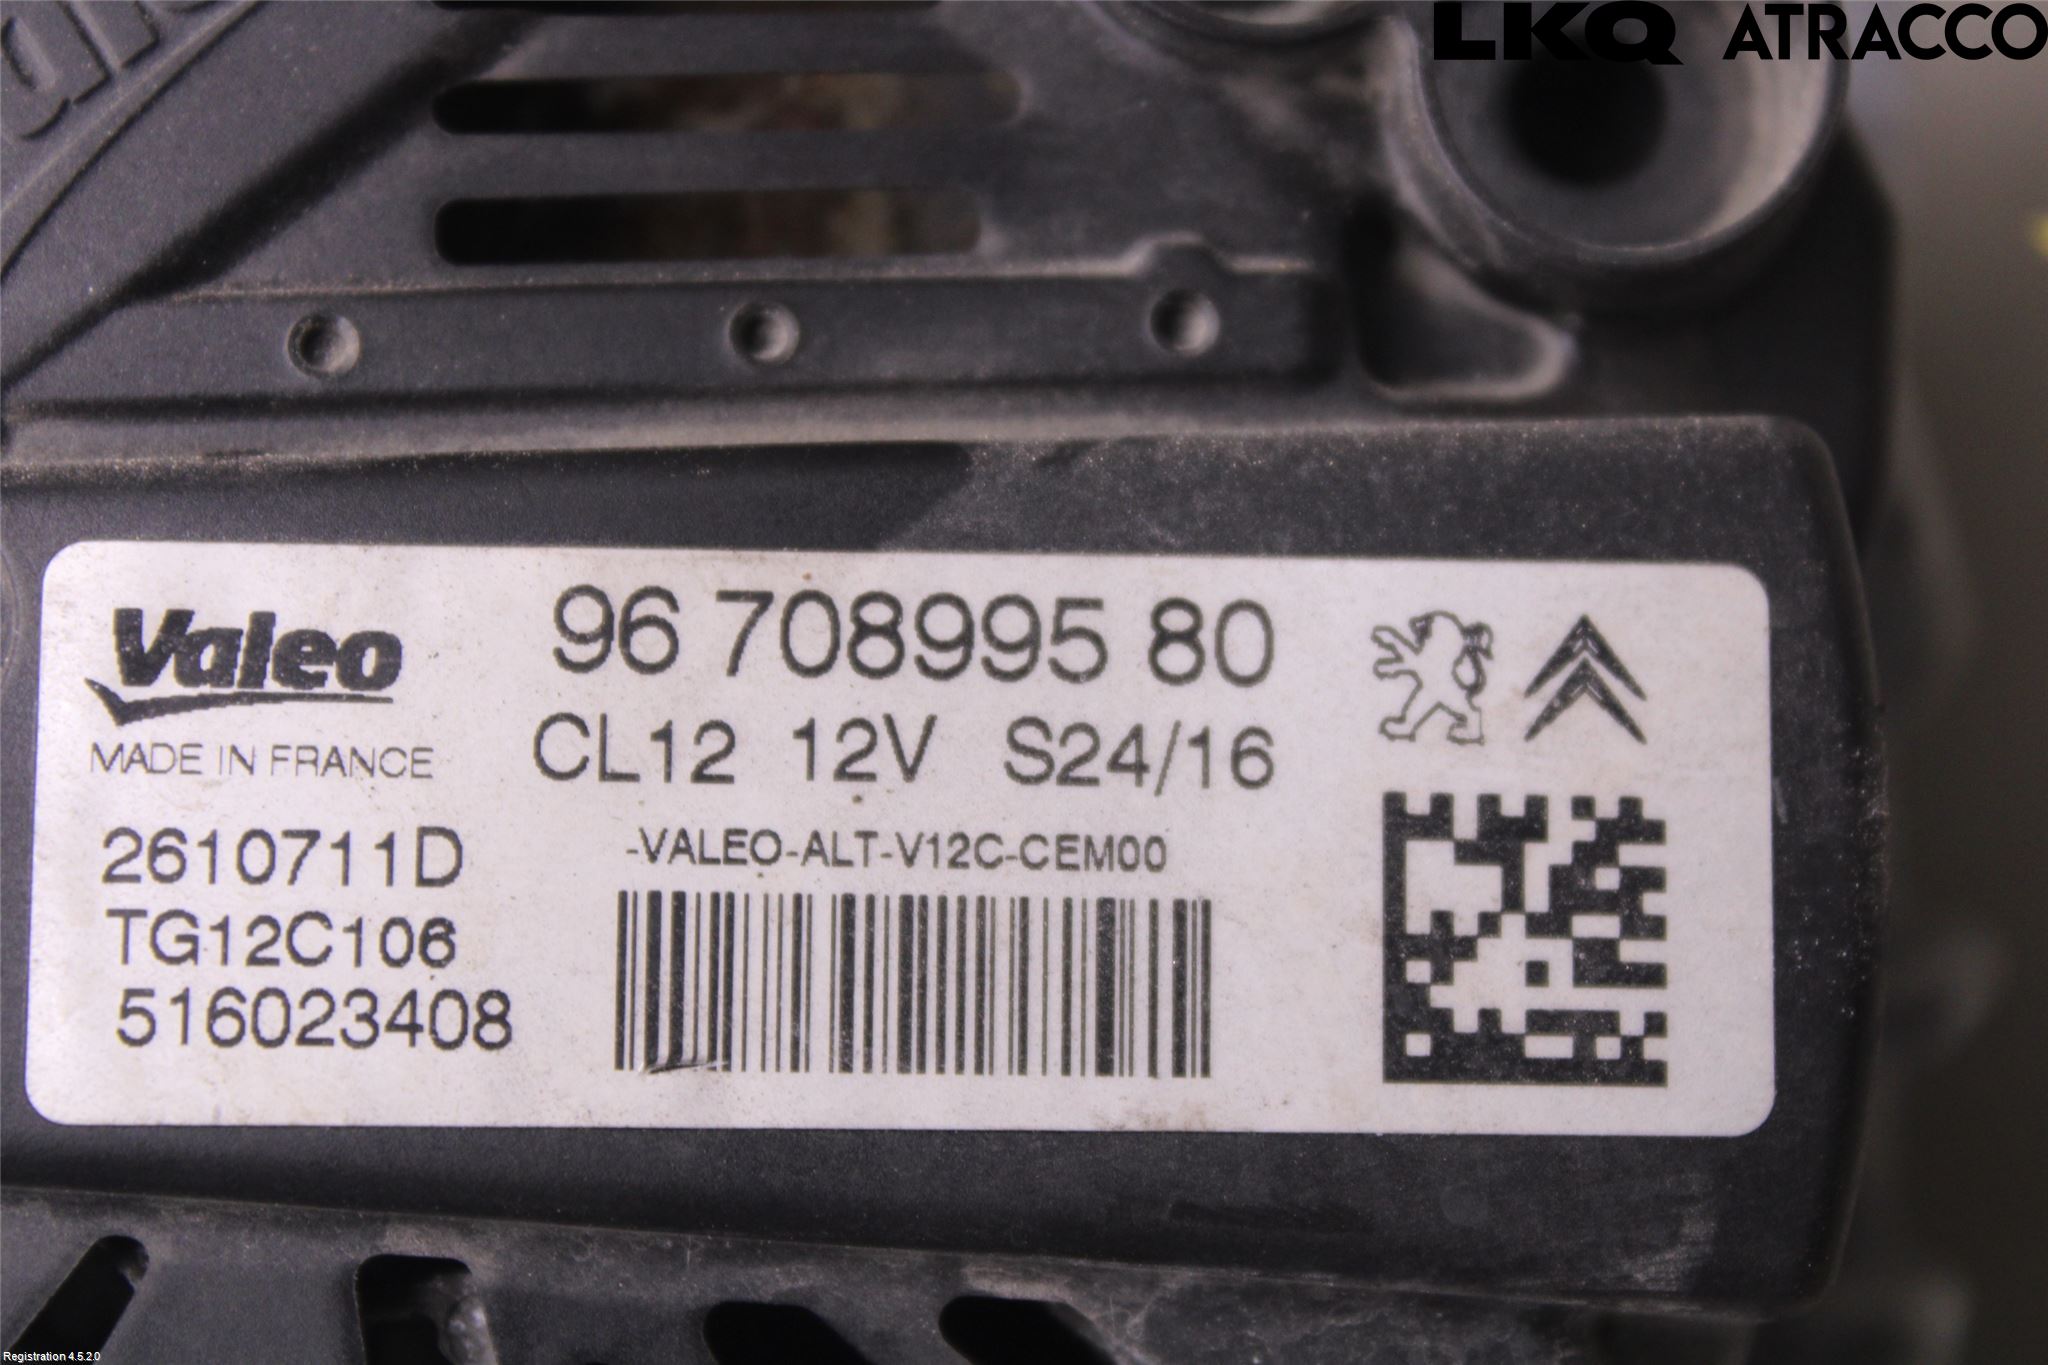 LKQ ATRACCO
Valeo
MADE IN FRANCE
96 708995 80
CL12 12V S24/16
2610711D
TG12C106
516023408
-VALEO-ALT-V12C-CEM00
Registration 4.5.2.0